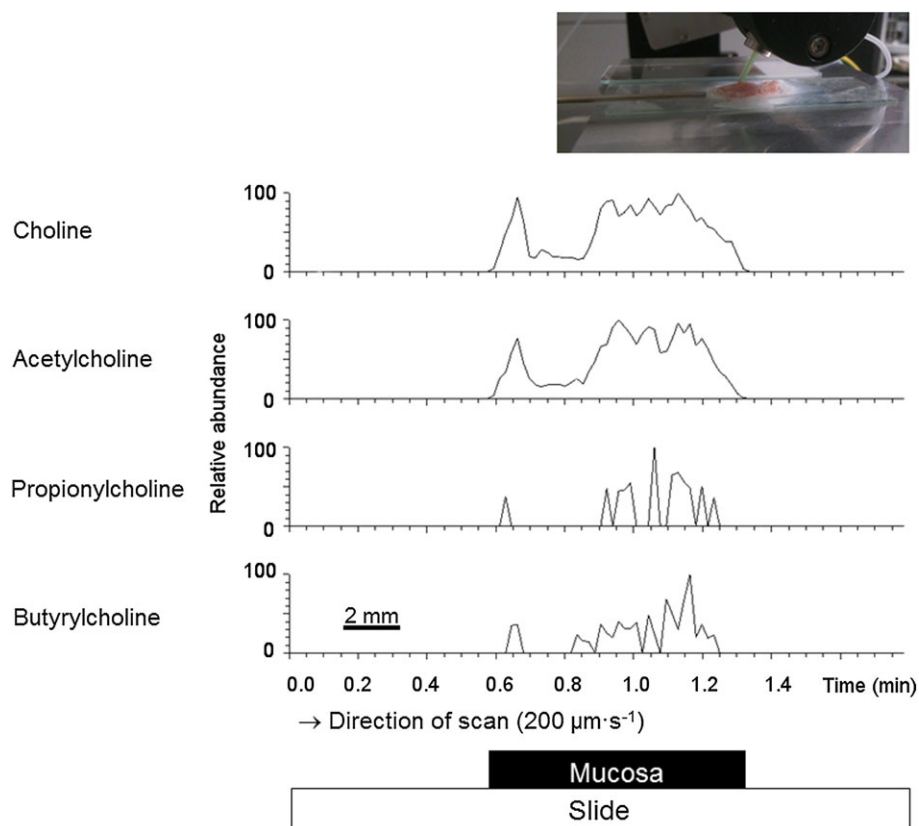 Choline
100
0
Acetylcholine
100
0
Relative abundance
Propionylcholine
100
0
Butyrylcholine
100
0
2 mm
0.0 0.2 0.4 0.6 0.8 1.0 1.2 1.4 Time (min)
→ Direction of scan (200 µm·s⁻¹)
Mucosa
Slide